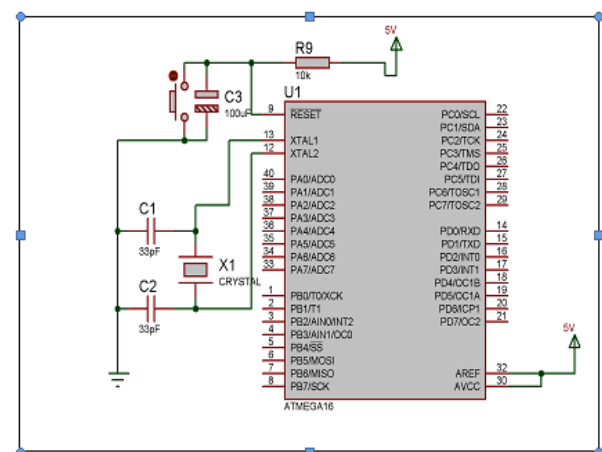 5V
R9
10k
C3
100uF
U1
9 RESET
13 XTAL1
12 XTAL2
40 PA0/ADC0
39 PA1/ADC1
38 PA2/ADC2
37 PA3/ADC3
36 PA4/ADC4
35 PA5/ADC5
34 PA6/ADC6
33 PA7/ADC7
1 PB0/T0/XCK
2 PB1/T1
3 PB2/AIN0/INT2
4 PB3/AIN1/OC0
5 PB4/SS
6 PB5/MOSI
7 PB6/MISO
8 PB7/SCK
PC0/SCL 22
PC1/SDA 23
PC2/TCK 24
PC3/TMS 25
PC4/TDO 26
PC5/TDI 27
PC6/TOSC1 28
PC7/TOSC2 29
PD0/RXD 14
PD1/TXD 15
PD2/INT0 16
PD3/INT1 17
PD4/OC1B 18
PD5/OC1A 19
PD6/ICP1 20
PD7/OC2 21
AREF 32
AVCC 30
ATMEGA16
C1
33pF
X1
CRYSTAL
C2
33pF
5V